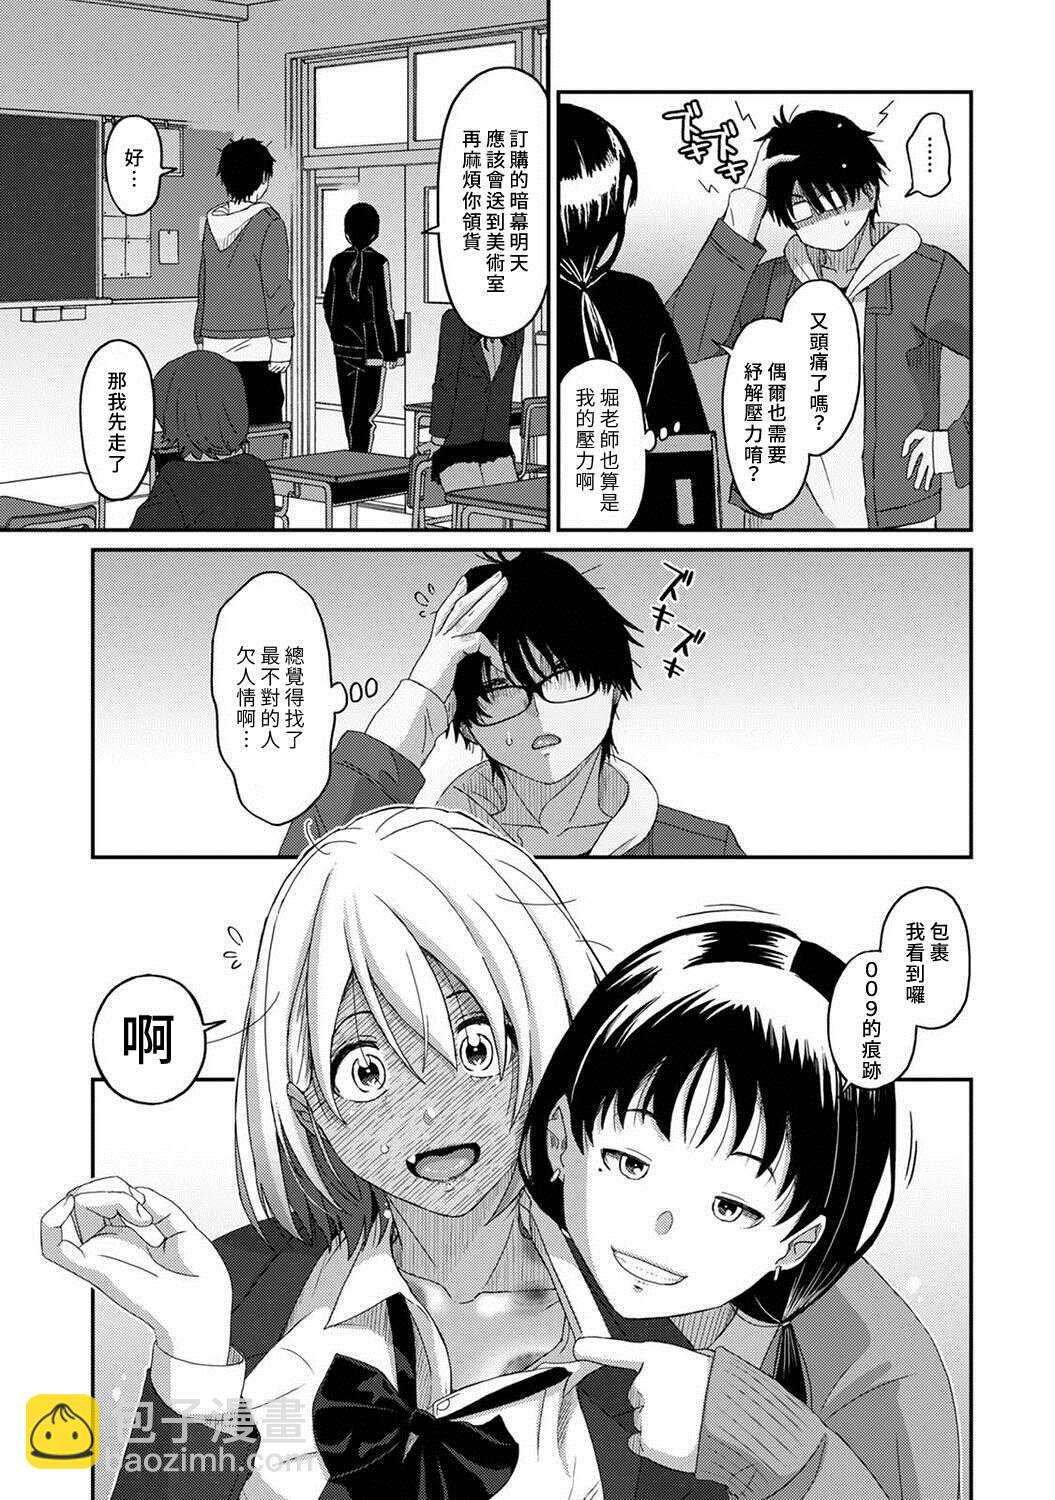 ……
ズキ
ズキ
又頭痛了嗎？
偶爾也需要
紓解壓力唷？
堀老師也算是
我的壓力啊
訂購的暗幕明天
應該會送到美術室
再麻煩你領貨
好…
那我先走了
ズキ
ズキ
總覺得找了
最不對的人
欠人情啊…
包裹
我看到囉
009的痕跡
啊
包子漫畫
baozimh.com